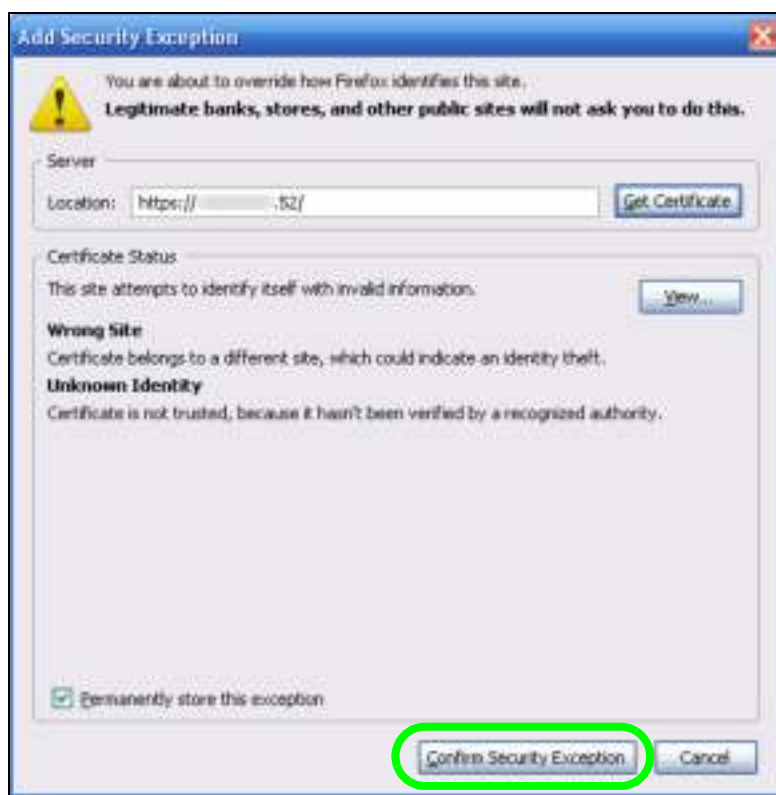 Add Security Exception
You are about to override how Firefox identifies this site.
Legitimate banks, stores, and other public sites will not ask you to do this.
Server
Location: https:// .52/ Get Certificate
Certificate Status
This site attempts to identify itself with invalid information. View...
Wrong Site
Certificate belongs to a different site, which could indicate an identity theft.
Unknown Identity
Certificate is not trusted, because it hasn't been verified by a recognized authority.
Permanently store this exception
Confirm Security Exception Cancel